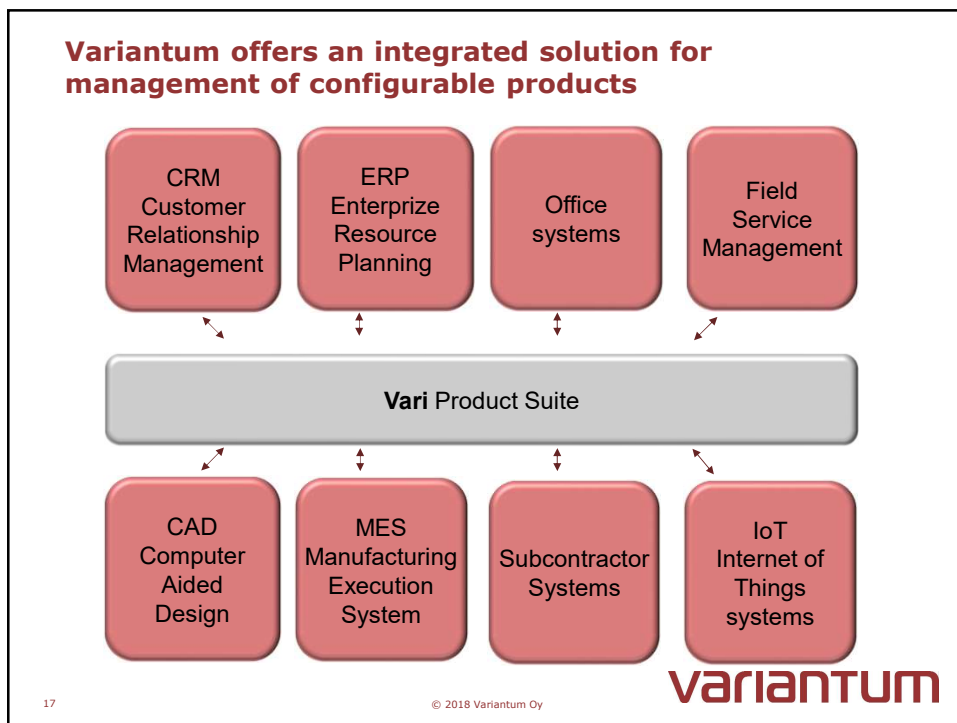 Variantum offers an integrated solution for
management of configurable products
CRM
Customer
Relationship
Management
ERP
Enterprize
Resource
Planning
Office
systems
Field
Service
Management
Vari Product Suite
CAD
Computer
Aided
Design
MES
Manufacturing
Execution
System
Subcontractor
Systems
IoT
Internet of
Things
systems
17
© 2018 Variantum Oy
variantum